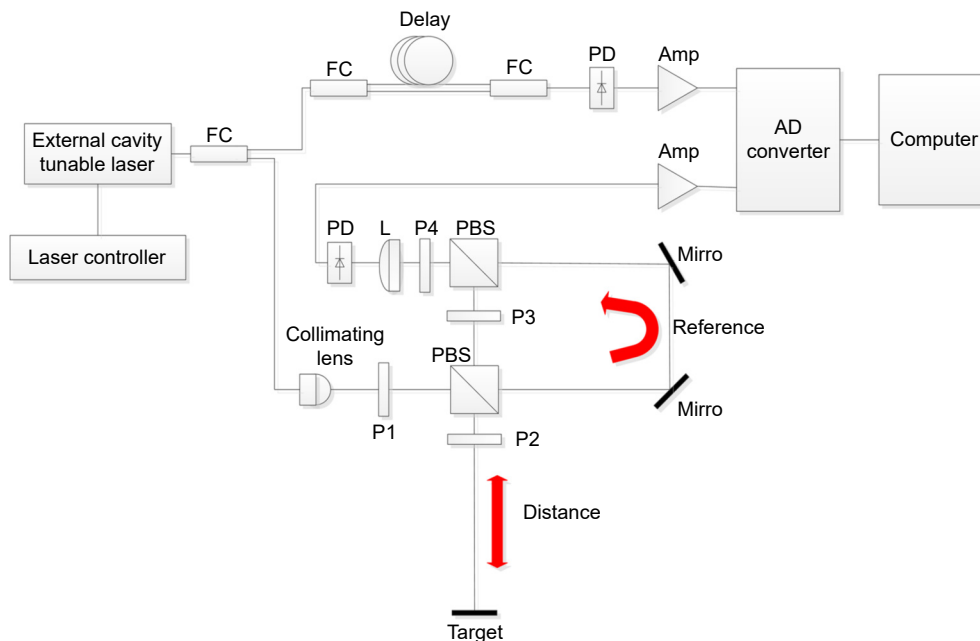 Delay
FC
FC
PD
Amp
FC
External cavity
tunable laser
AD
converter
Computer
Amp
Laser controller
PD
L
P4
PBS
Mirro
P3
Reference
Collimating
lens
PBS
Mirro
P1
P2
Distance
Target